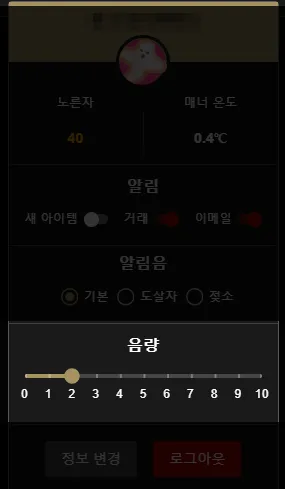 노른자 매너 온도
40 0.4℃
알림
새 아이템 거래 이메일
알림음
기본 도살자 젖소
음량
0 1 2 3 4 5 6 7 8 9 10
정보 변경 로그아웃